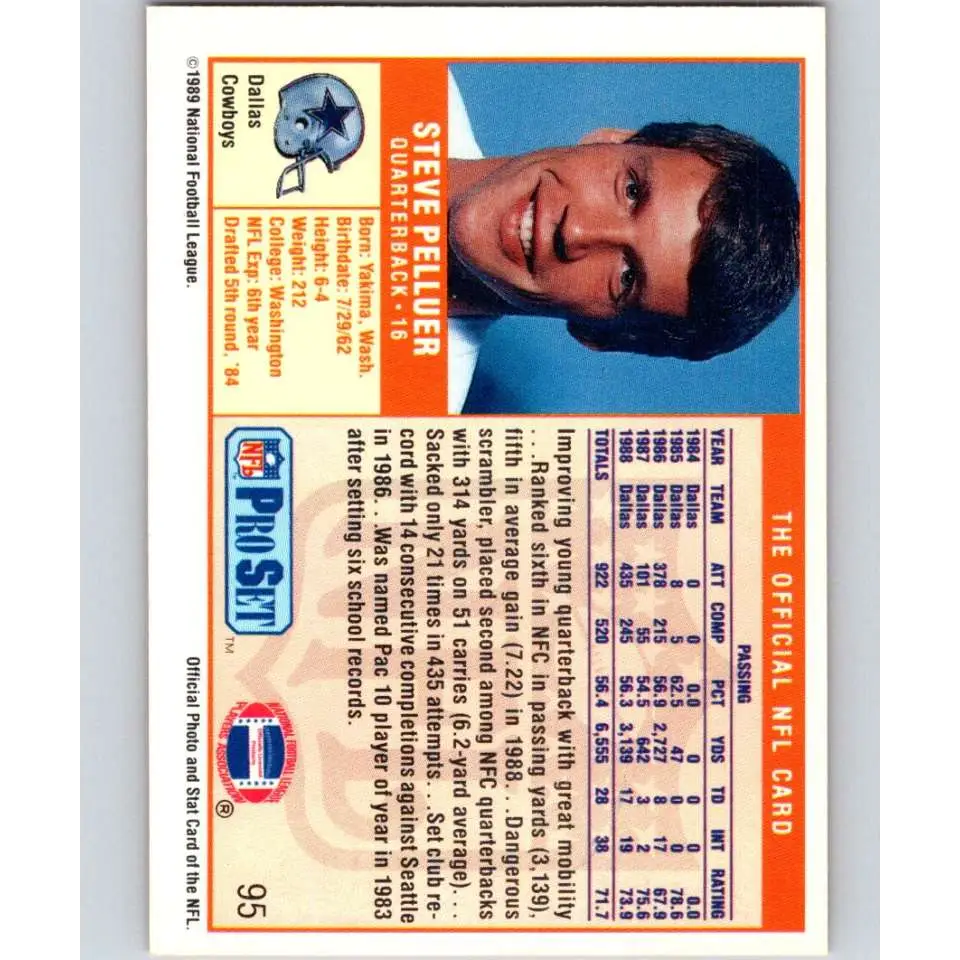 THE OFFICIAL NFL CARD
STEVE PELLUER
QUARTERBACK • 16
Dallas
Cowboys
Born: Yakima, Wash.
Birthdate: 7/29/62
Height: 6-4
Weight: 212
College: Washington
NFL Exp: 6th year
Drafted 5th round, '84
PASSING
YEAR TEAM ATT COMP PCT YDS TD INT RATING
1984 Dallas 0 0 0.0 0 0 0 0.0
1985 Dallas 8 5 62.5 47 0 0 78.6
1986 Dallas 378 215 56.9 2,727 8 17 67.9
1987 Dallas 101 55 54.5 642 3 2 75.6
1988 Dallas 435 245 56.3 3,139 17 19 73.9
TOTALS 922 520 56.4 6,555 28 38 71.7
Improving young quarterback with great mobility
. . .Ranked sixth in NFC in passing yards (3,139),
fifth in average gain (7.22) in 1988. . .Dangerous
scrambler, placed second among NFC quarterbacks
with 314 yards on 51 carries (6.2-yard average). . .
Sacked only 21 times in 435 attempts. . .Set club re-
cord with 14 consecutive completions against Seattle
in 1986. . .Was named Pac 10 player of year in 1983
after setting six school records.
NFL PRO SET ™
NATIONAL FOOTBALL LEAGUE
PLAYERS ASSOCIATION ®
95
©1989 National Football League.
Official Photo and Stat Card of the NFL.